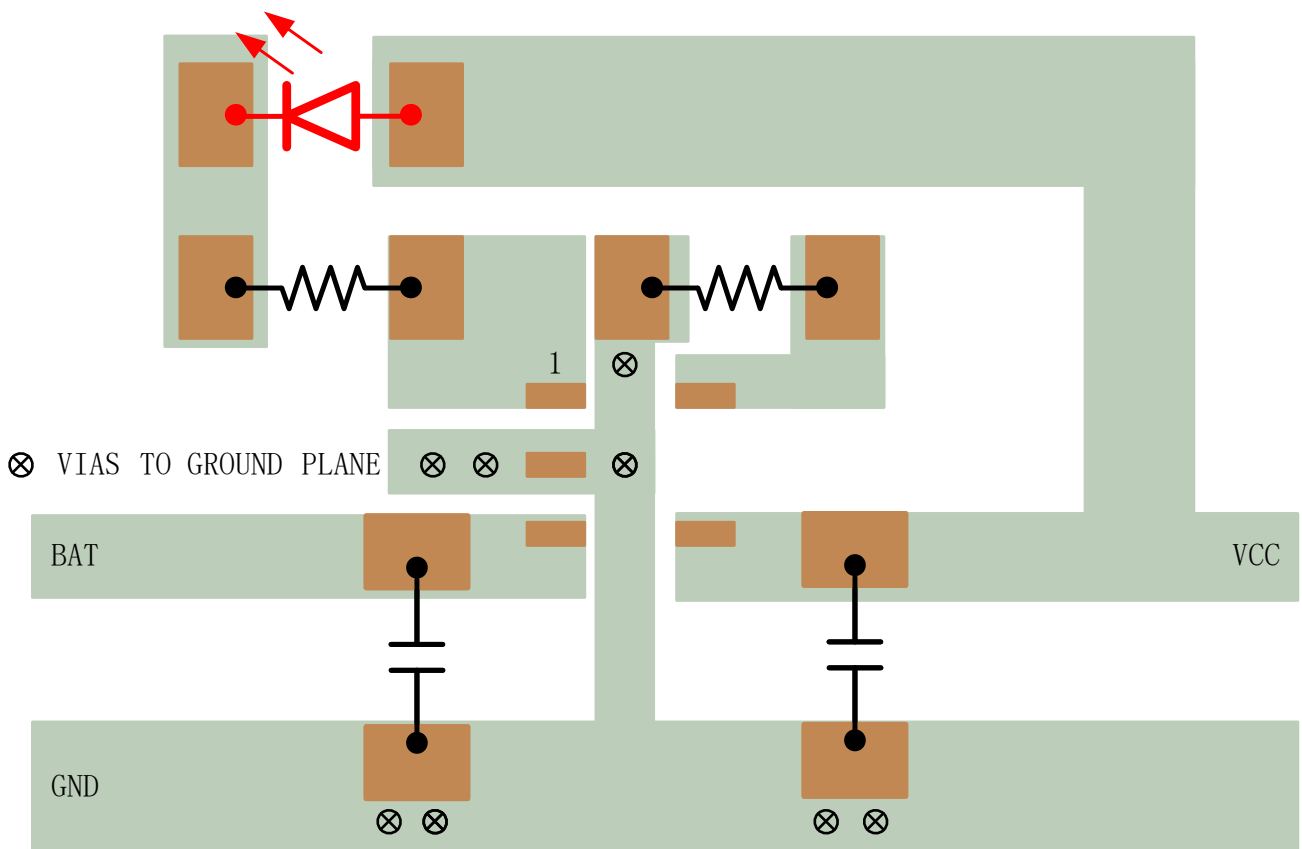 1
⊗ VIAS TO GROUND PLANE
BAT
VCC
GND